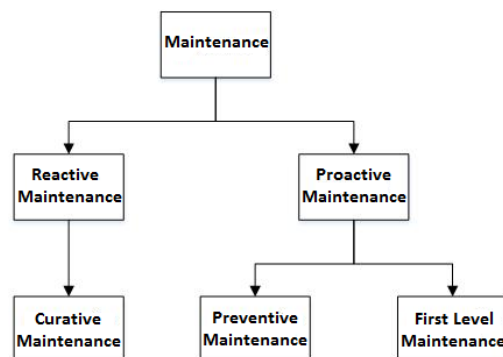 Maintenance
Reactive
Maintenance
Proactive
Maintenance
Curative
Maintenance
Preventive
Maintenance
First Level
Maintenance